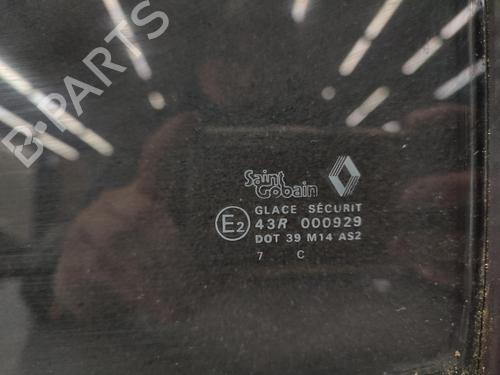 B-PARTS
Saint
Gobain
GLACE SÉCURIT
E2 43R 000929
DOT 39 M14 AS2
7 C